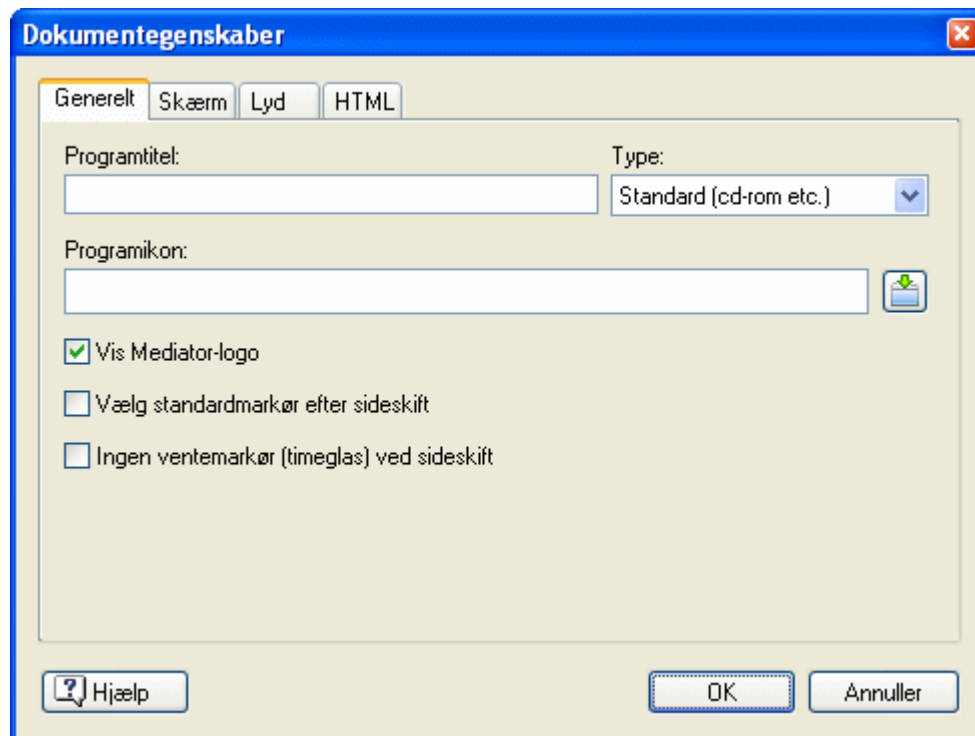 Dokumentegenskaber
Generelt Skærm Lyd HTML
Programtitel: Type:
Standard (cd-rom etc.)
Programikon:
Vis Mediator-logo
Vælg standardmarkør efter sideskift
Ingen ventemarkør (timeglas) ved sideskift
Hjælp OK Annuller